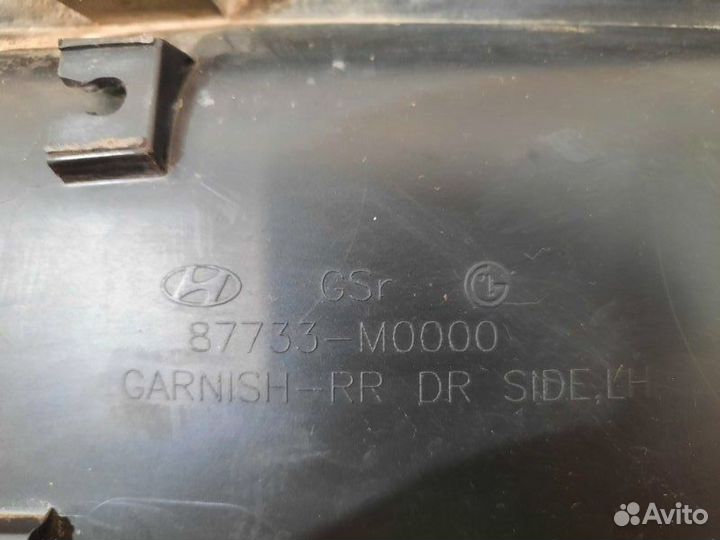 GSr
87733-M0000
GARNISH-RR DR SIDE,LH
Avito